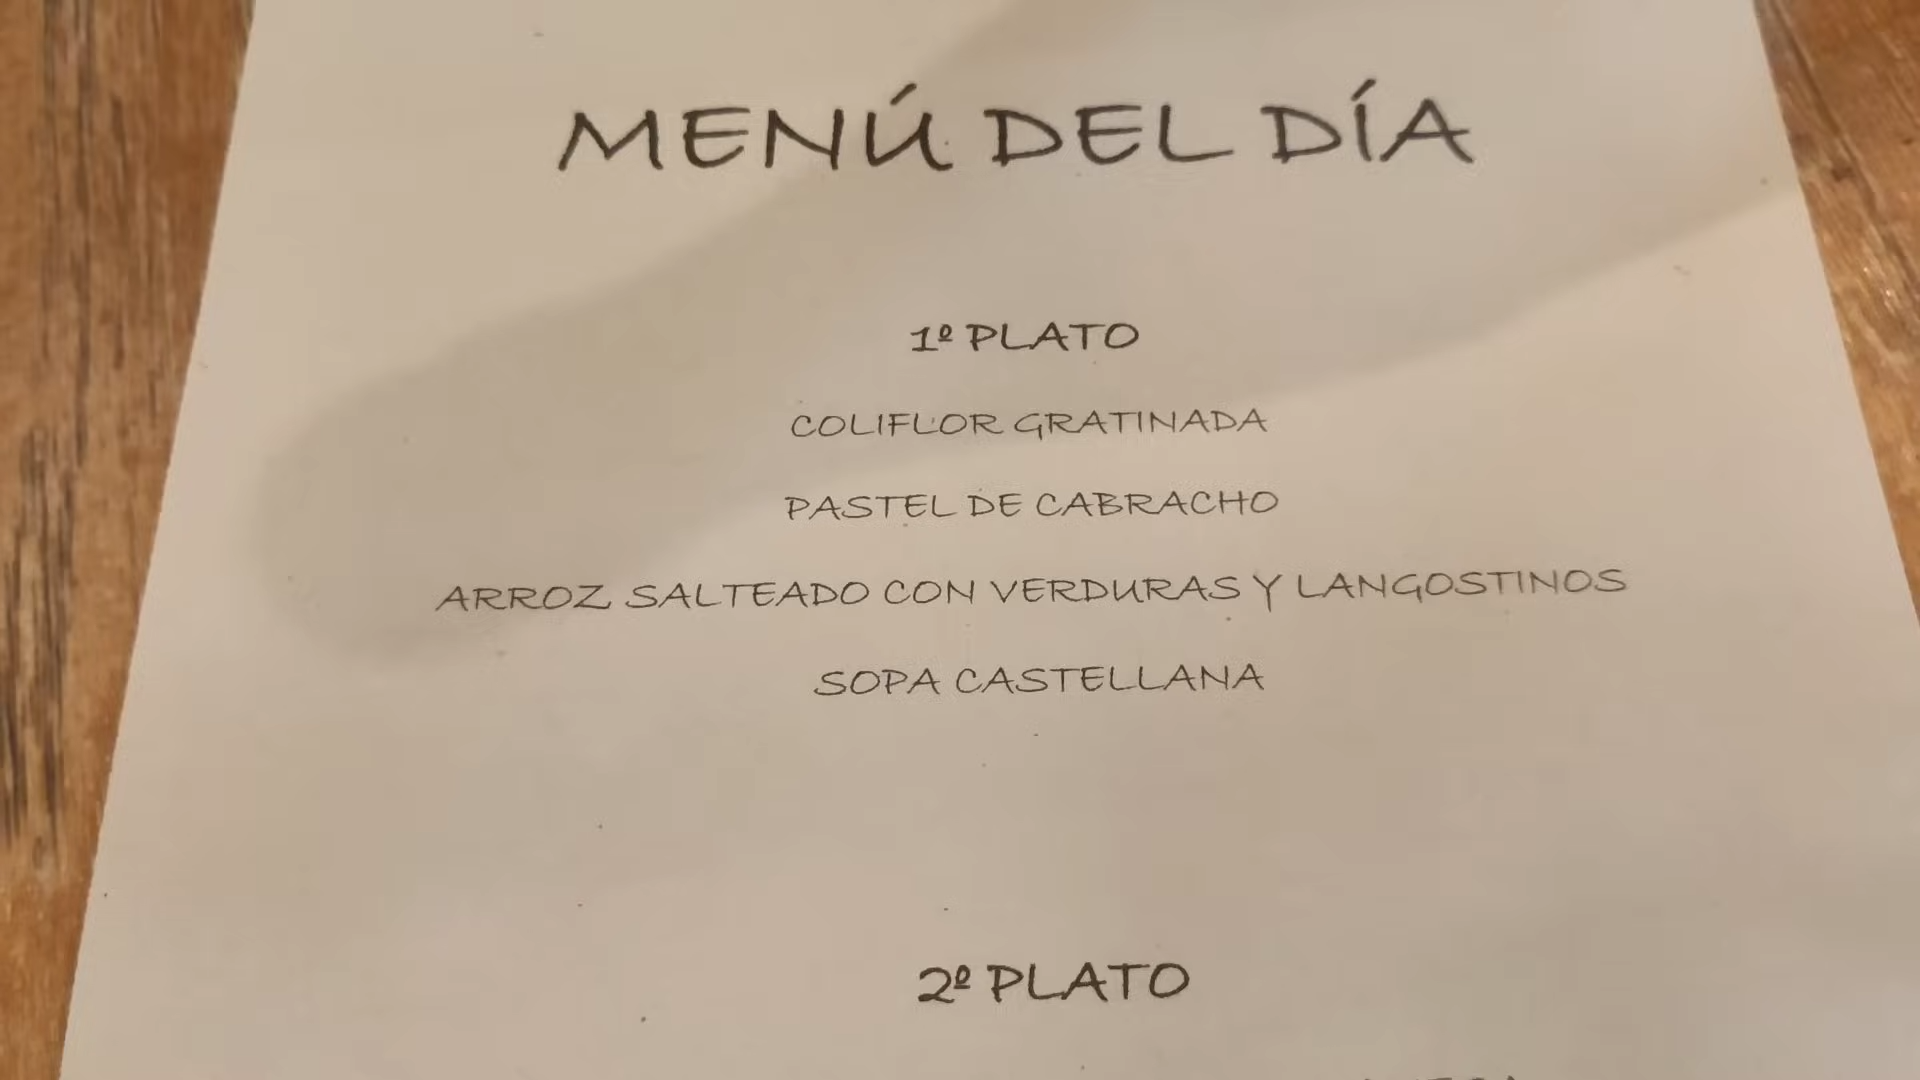 MENÚ DEL DÍA
1º PLATO
COLIFLOR GRATINADA
PASTEL DE CABRACHO
ARROZ SALTEADO CON VERDURAS Y LANGOSTINOS
SOPA CASTELLANA
2º PLATO